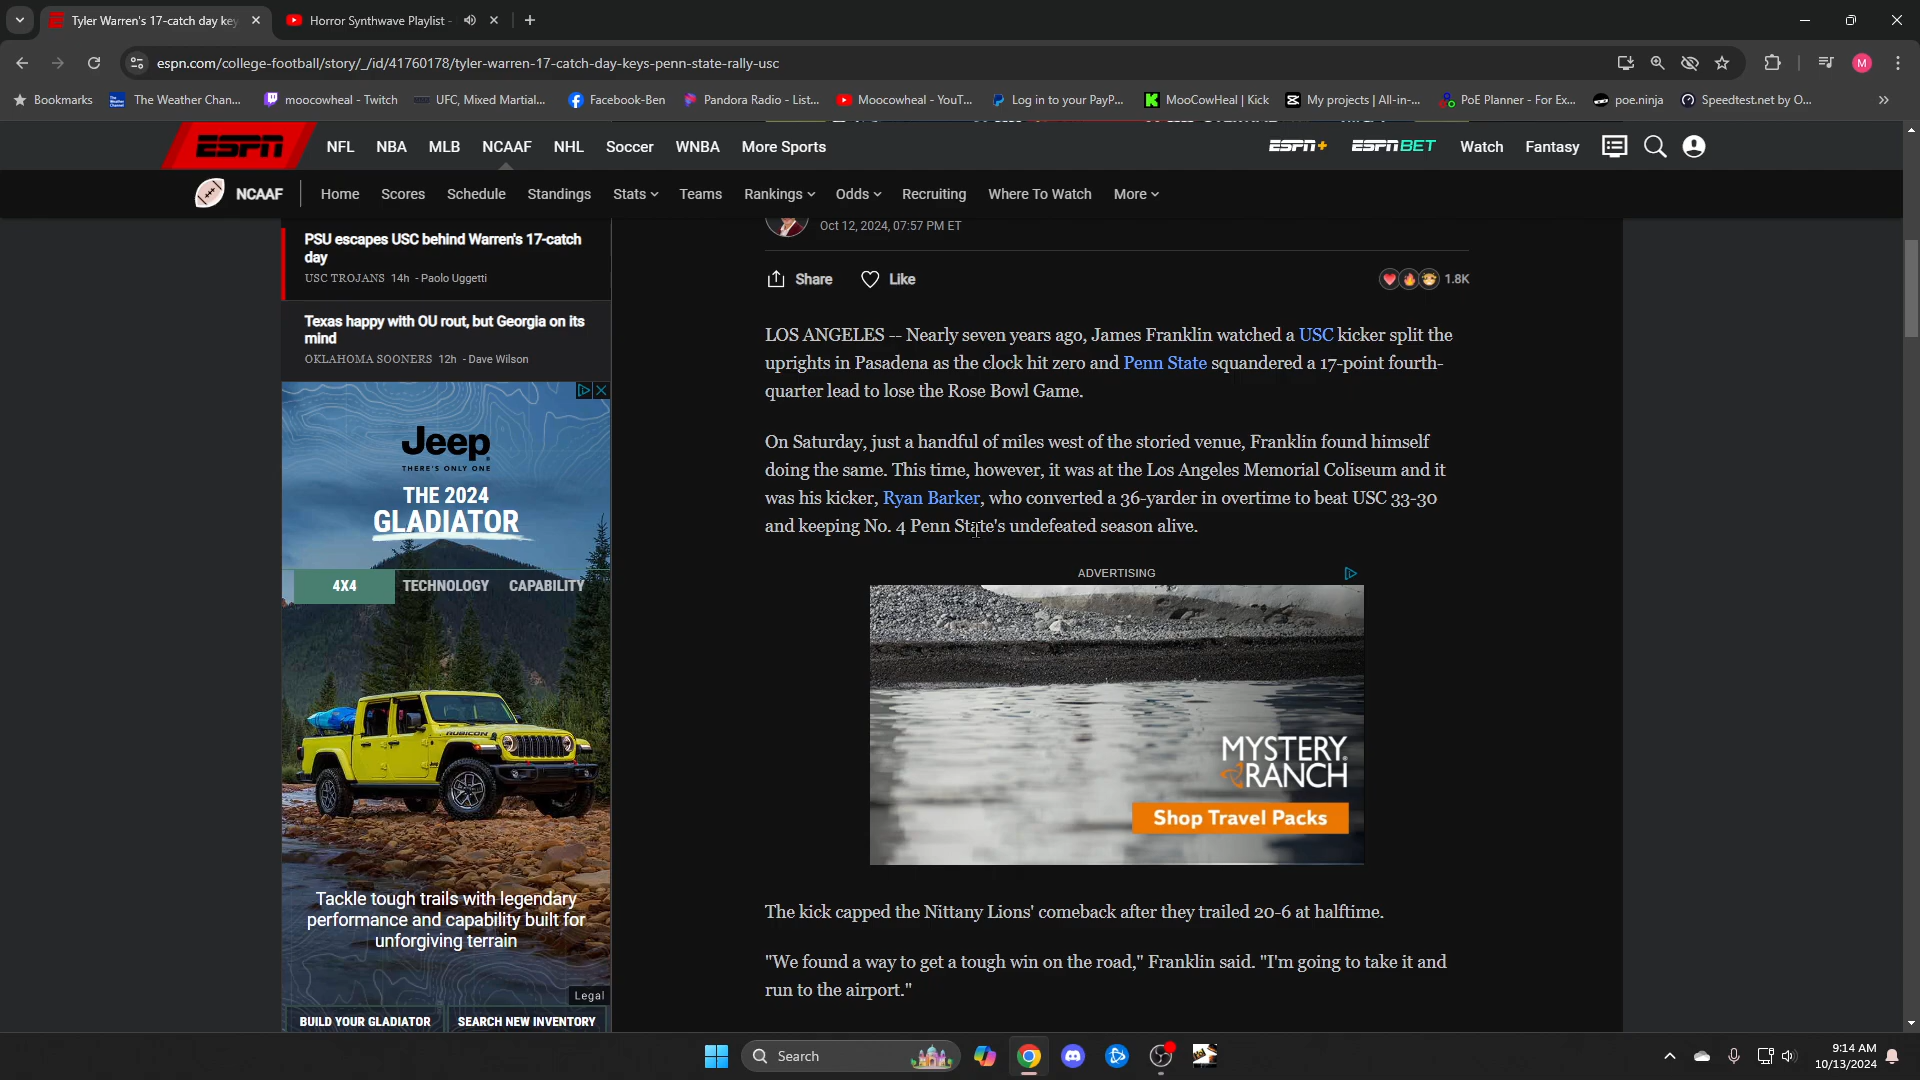 Tyler Warren's 17-catch day key
Horror Synthwave Playlist -
espn.com/college-football/story/_/id/41760178/tyler-warren-17-catch-day-keys-penn-state-rally-usc
M
Bookmarks
The Weather Chan...
moocowheal - Twitch
UFC, Mixed Martial...
Facebook-Ben
Pandora Radio - List...
Moocowheal - YouT...
Log in to your PayP...
MooCowHeal | Kick
My projects | All-in-...
PoE Planner - For Ex...
poe.ninja
Speedtest.net by O...
ESPN
NFL
NBA
MLB
NCAAF
NHL
Soccer
WNBA
More Sports
ESPN+
ESPN BET
Watch
Fantasy
NCAAF
Home
Scores
Schedule
Standings
Stats
Teams
Rankings
Odds
Recruiting
Where To Watch
More
PSU escapes USC behind Warren's 17-catch
day
USC TROJANS 14h - Paolo Uggetti
Texas happy with OU rout, but Georgia on its
mind
OKLAHOMA SOONERS 12h - Dave Wilson
Jeep
THERE'S ONLY ONE
THE 2024
GLADIATOR
4X4
TECHNOLOGY
CAPABILITY
RUBICON
Tackle tough trails with legendary
performance and capability built for
unforgiving terrain
Legal
BUILD YOUR GLADIATOR
SEARCH NEW INVENTORY
Oct 12, 2024, 07:57 PM ET
Share
Like
1.8K
LOS ANGELES -- Nearly seven years ago, James Franklin watched a USC kicker split the
uprights in Pasadena as the clock hit zero and Penn State squandered a 17-point fourth-
quarter lead to lose the Rose Bowl Game.
On Saturday, just a handful of miles west of the storied venue, Franklin found himself
doing the same. This time, however, it was at the Los Angeles Memorial Coliseum and it
was his kicker, Ryan Barker, who converted a 36-yarder in overtime to beat USC 33-30
and keeping No. 4 Penn State's undefeated season alive.
ADVERTISING
MYSTERY
RANCH
Shop Travel Packs
The kick capped the Nittany Lions' comeback after they trailed 20-6 at halftime.
"We found a way to get a tough win on the road," Franklin said. "I'm going to take it and
run to the airport."
Search
9:14 AM
10/13/2024